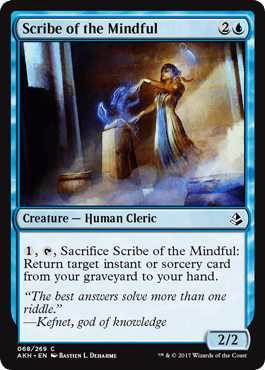 Scribe of the Mindful 2
Creature — Human Cleric
1, T, Sacrifice Scribe of the Mindful:
Return target instant or sorcery card
from your graveyard to your hand.
“The best answers solve more than one
riddle.”
—Kefnet, god of knowledge
2/2
068/269 C
AKH • EN Bastien L. Deharme
™ & © 2017 Wizards of the Coast